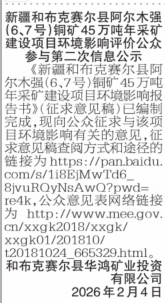 新疆和布克赛尔县阿尔木强
(6、7号)铜矿45万吨年采矿
建设项目环境影响评价公众
参与第二次信息公示
《新疆和布克赛尔县阿
尔木强(6、7号)铜矿45万吨
年采矿建设项目环境影响报
告书》(征求意见稿)已编制
完成,现向公众征求与该项
目环境影响有关的意见,征
求意见稿查阅方式和途径的
链接为https://pan.baidu.
com/s/1i8EjMwTd6_
8jvuRQyNsAwQ?pwd=
re4k,公众意见表网络链接
为 http://www.mee.gov.
cn/xxgk2018/xxgk/
xxgk01/201810/
t20181024_665329.html。
和布克赛尔县华鸿矿业投资
有限公司
2026年2月4日